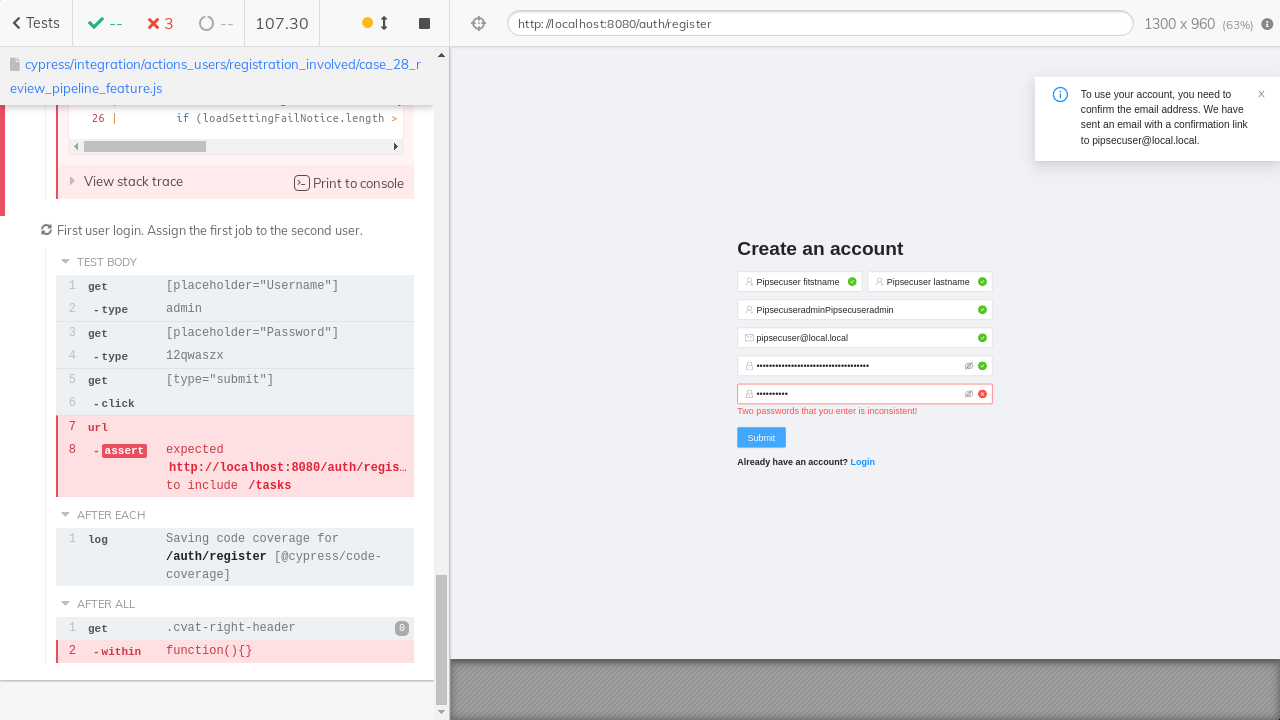 Tests
--
3
--
107.30
http://localhost:8080/auth/register
1300 x 960 (63%)
cypress/integration/actions_users/registration_involved/case_28_r
eview_pipeline_feature.js
26 | if (loadSettingFailNotice.length >
View stack trace
Print to console
First user login. Assign the first job to the second user.
TEST BODY
1 get [placeholder="Username"]
2 -type admin
3 get [placeholder="Password"]
4 -type 12qwaszx
5 get [type="submit"]
6 -click
7 url
8 -assert expected
http://localhost:8080/auth/regis…
to include /tasks
AFTER EACH
1 log Saving code coverage for
/auth/register [@cypress/code-
coverage]
AFTER ALL
1 get .cvat-right-header 0
2 -within function(){}
To use your account, you need to
confirm the email address. We have
sent an email with a confirmation link
to pipsecuser@local.local.
Create an account
Pipsecuser fitstname
Pipsecuser lastname
PipsecuseradminPipsecuseradmin
pipsecuser@local.local
Two passwords that you enter is inconsistent!
Submit
Already have an account? Login